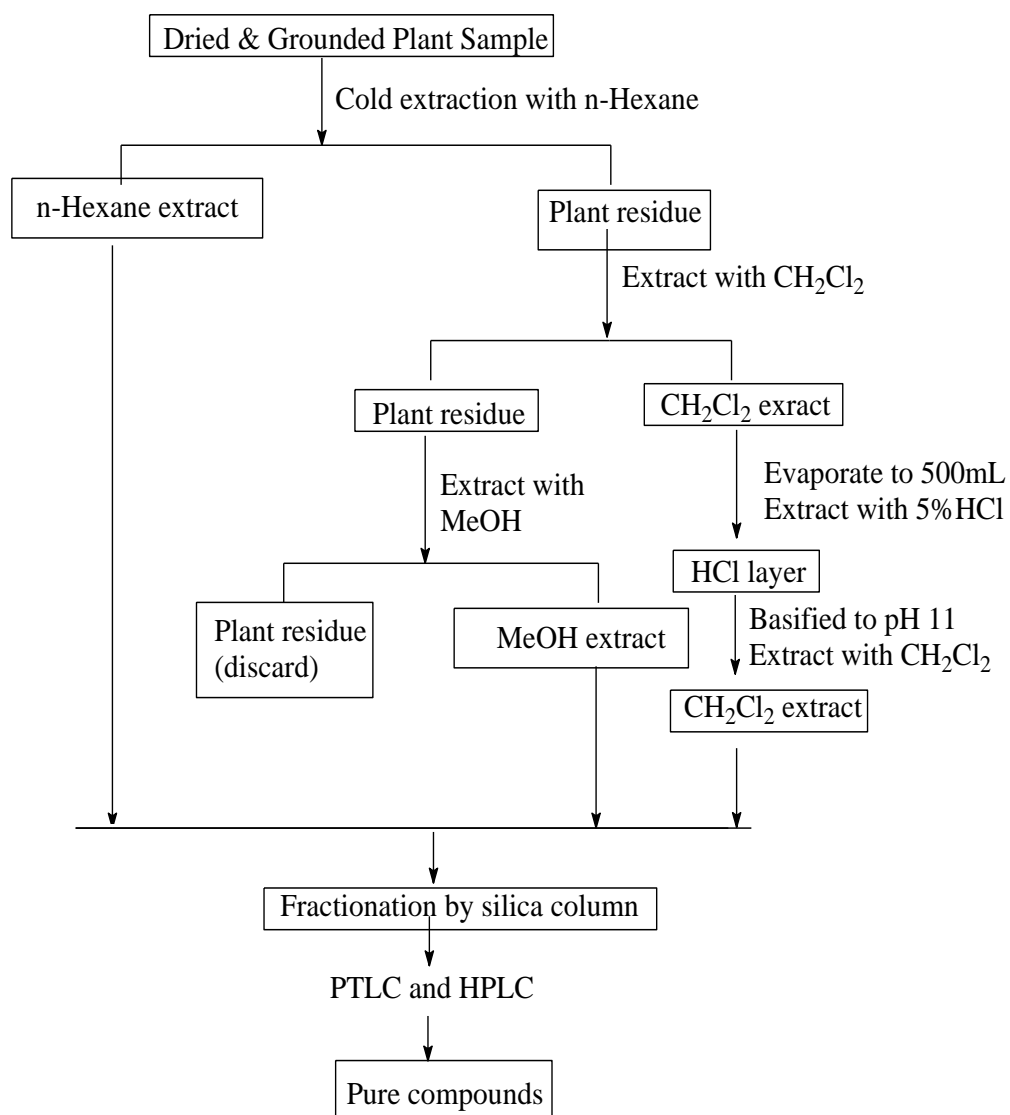 Dried & Grounded Plant Sample
Cold extraction with n-Hexane
n-Hexane extract
Plant residue
Extract with CH₂Cl₂
Plant residue
CH₂Cl₂ exract
Extract with
MeOH
Evaporate to 500mL
Extract with 5%HCl
HCl layer
Plant residue
(discard)
MeOH extract
Basified to pH 11
Extract with CH₂Cl₂
CH₂Cl₂ extract
Fractionation by silica column
PTLC and HPLC
Pure compounds